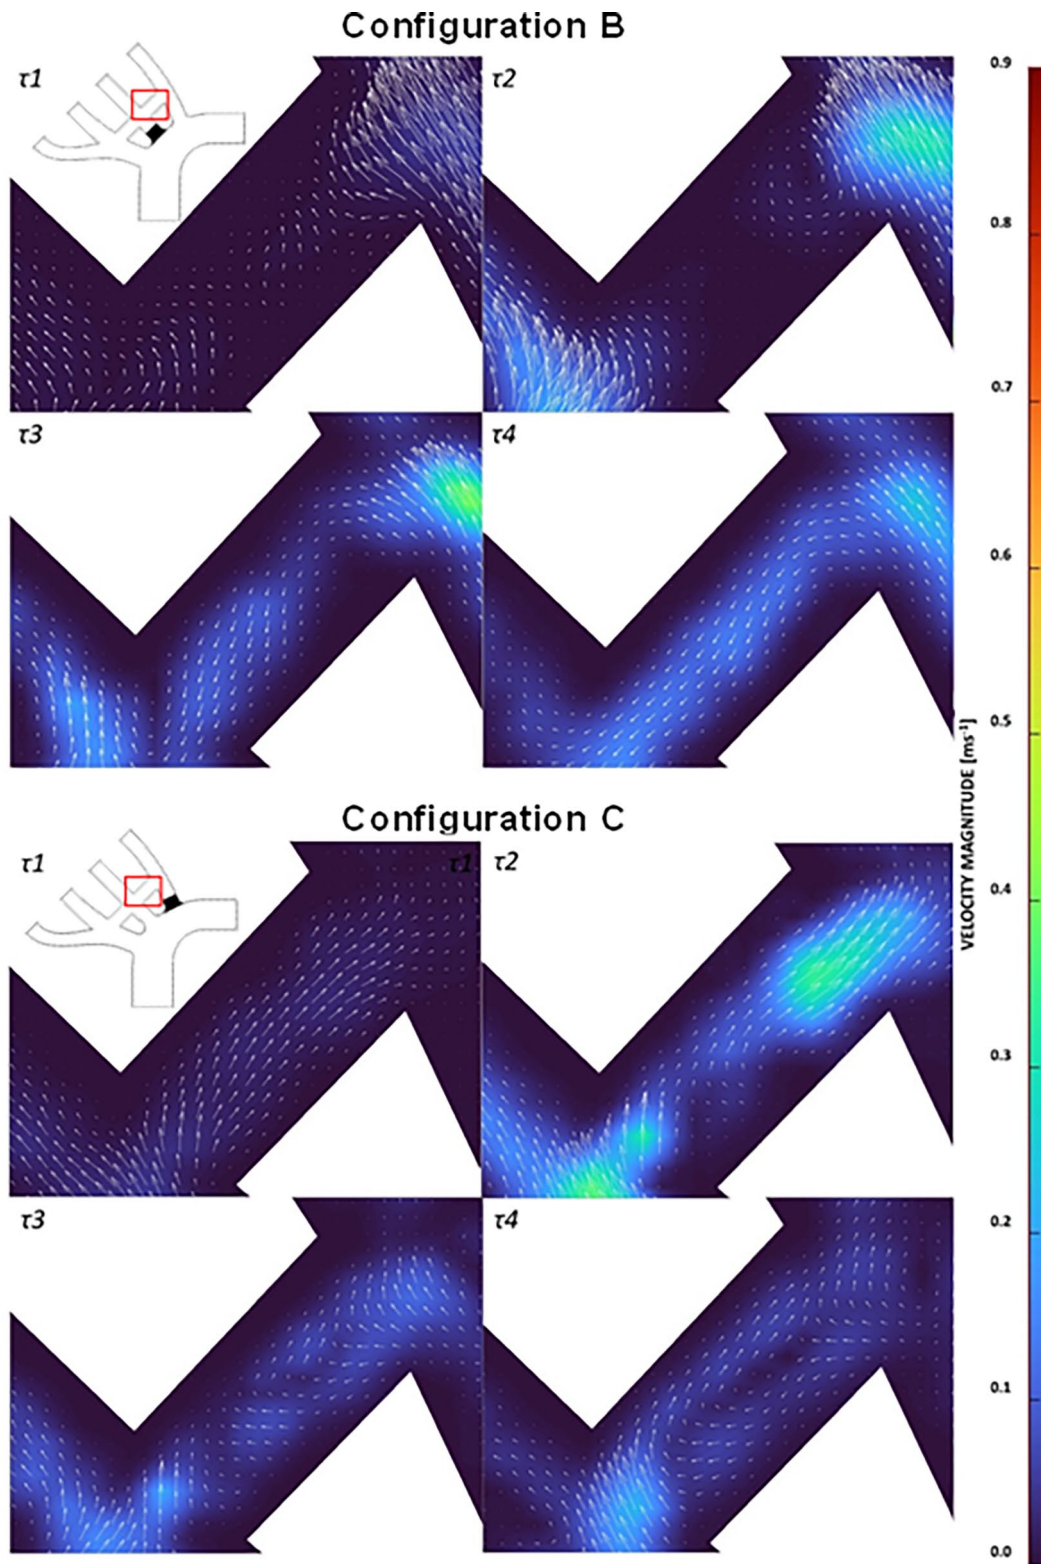 Configuration B
τ1
τ2
τ3
τ4
Configuration C
τ1
τ1
τ2
τ3
τ4
0.9
0.8
0.7
0.6
0.5
0.4
0.3
0.2
0.1
0.0
VELOCITY MAGNITUDE [ms⁻¹]